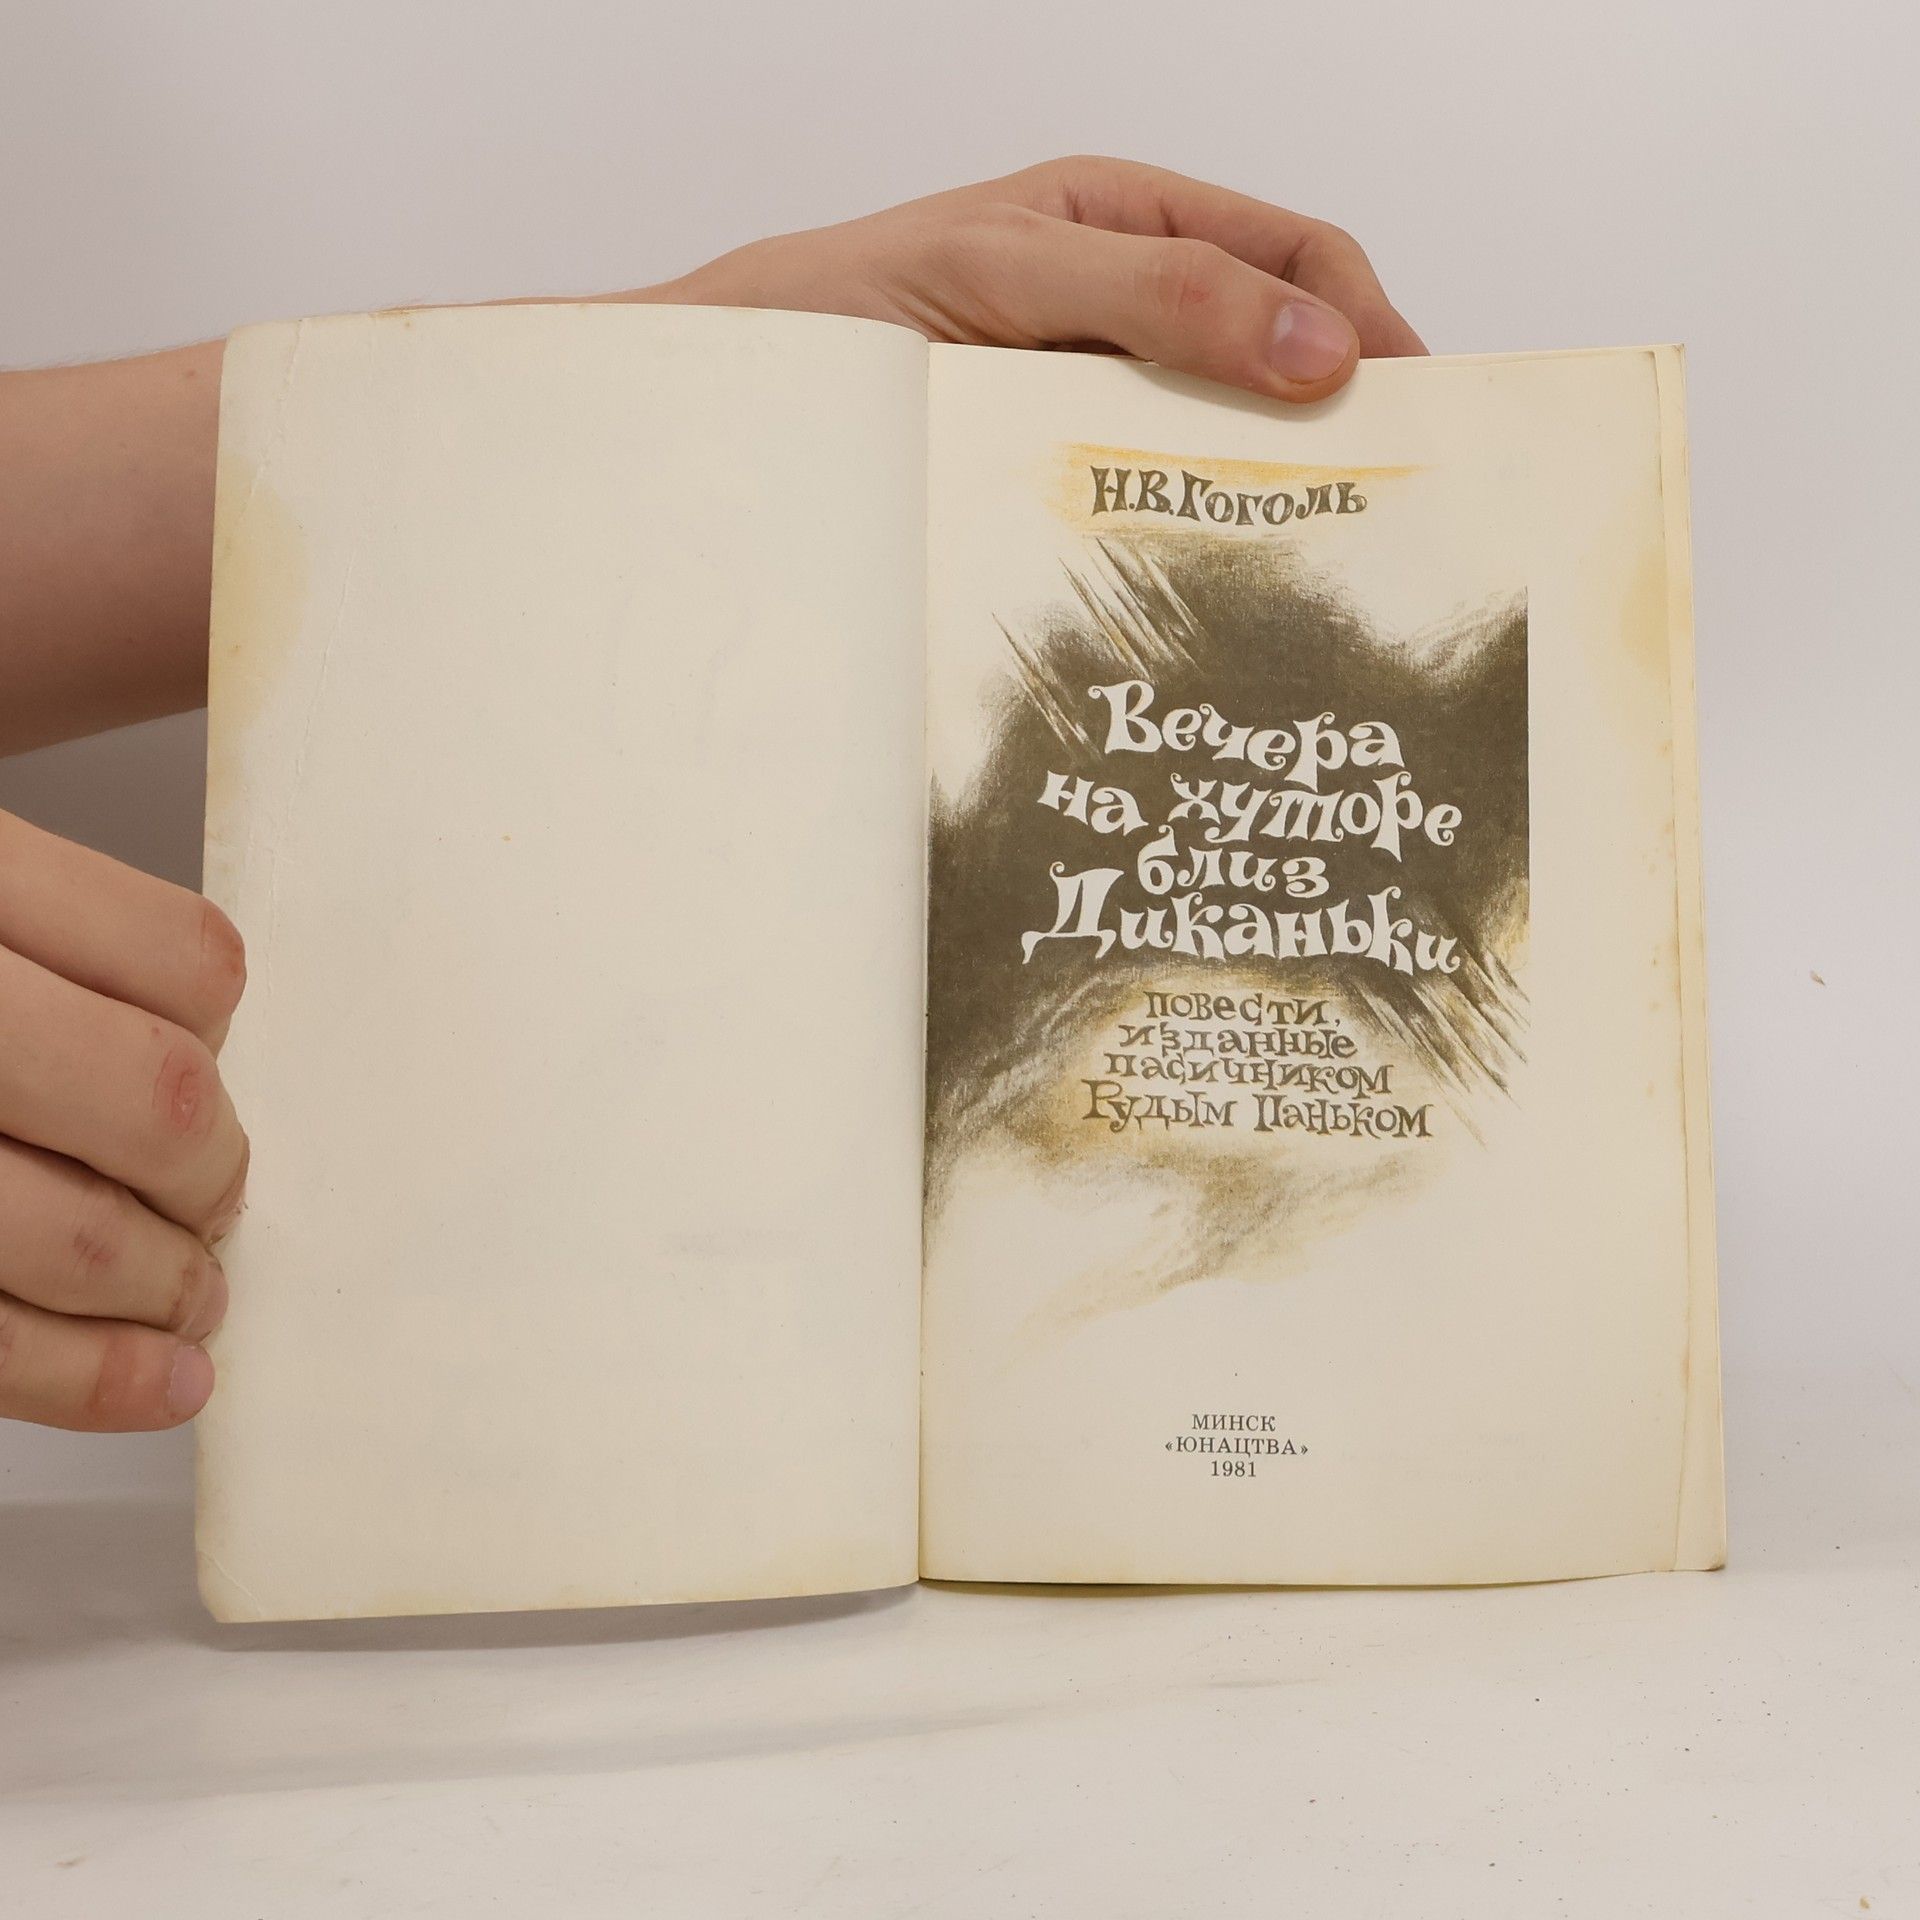 Н.В.Гоголь
Вечера
на хуторе
близ
Диканьки
повести,
изданные
пасичником
Рудым Паньком
МИНСК
«ЮНАЦТВА»
1981